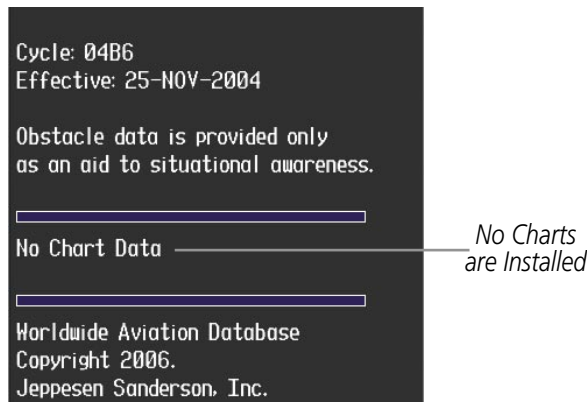 Cycle: 04B6
Effective: 25-NOV-2004
Obstacle data is provided only
as an aid to situational awareness.
No Chart Data
No Charts
are Installed
Worldwide Aviation Database
Copyright 2006.
Jeppesen Sanderson, Inc.